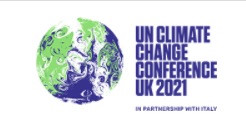 UN CLIMATE
CHANGE
CONFERENCE
UK 2021
IN PARTNERSHIP WITH ITALY